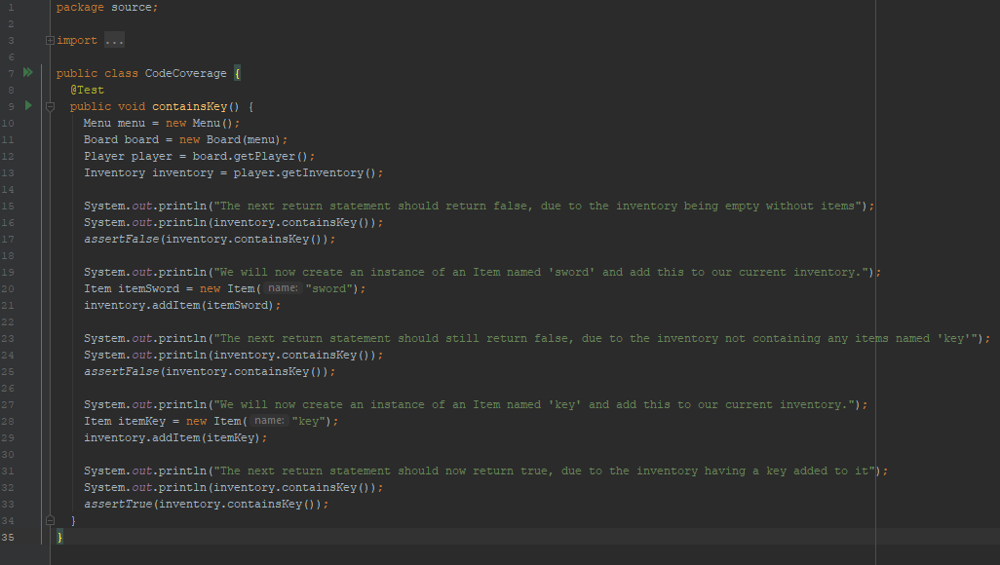 1 package source;
2
3 import ...
6
7 public class CodeCoverage {
8 @Test
9 public void containsKey() {
10 Menu menu = new Menu();
11 Board board = new Board(menu);
12 Player player = board.getPlayer();
13 Inventory inventory = player.getInventory();
14
15 System.out.println("The next return statement should return false, due to the inventory being empty without items");
16 System.out.println(inventory.containsKey());
17 assertFalse(inventory.containsKey());
18
19 System.out.println("We will now create an instance of an Item named 'sword' and add this to our current inventory.");
20 Item itemSword = new Item( name: "sword");
21 inventory.addItem(itemSword);
22
23 System.out.println("The next return statement should still return false, due to the inventory not containing any items named 'key'");
24 System.out.println(inventory.containsKey());
25 assertFalse(inventory.containsKey());
26
27 System.out.println("We will now create an instance of an Item named 'key' and add this to our current inventory.");
28 Item itemKey = new Item( name: "key");
29 inventory.addItem(itemKey);
30
31 System.out.println("The next return statement should now return true, due to the inventory having a key added to it");
32 System.out.println(inventory.containsKey());
33 assertTrue(inventory.containsKey());
34 }
35 }